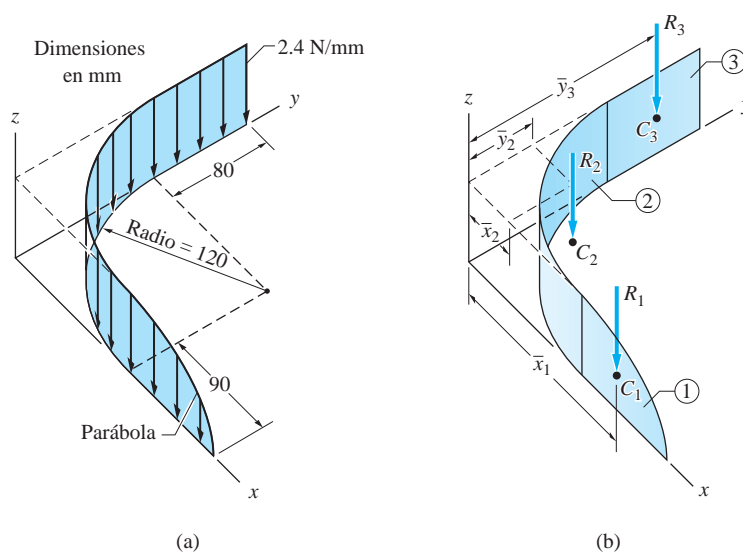 Dimensiones
en mm
2.4 N/mm
z
y
80
Radio = 120
90
Parábola
x
(a)
R3
3
z
ȳ3
C3
ȳ2
R2
2
x̄2
C2
R1
x̄1
C1
1
x
(b)